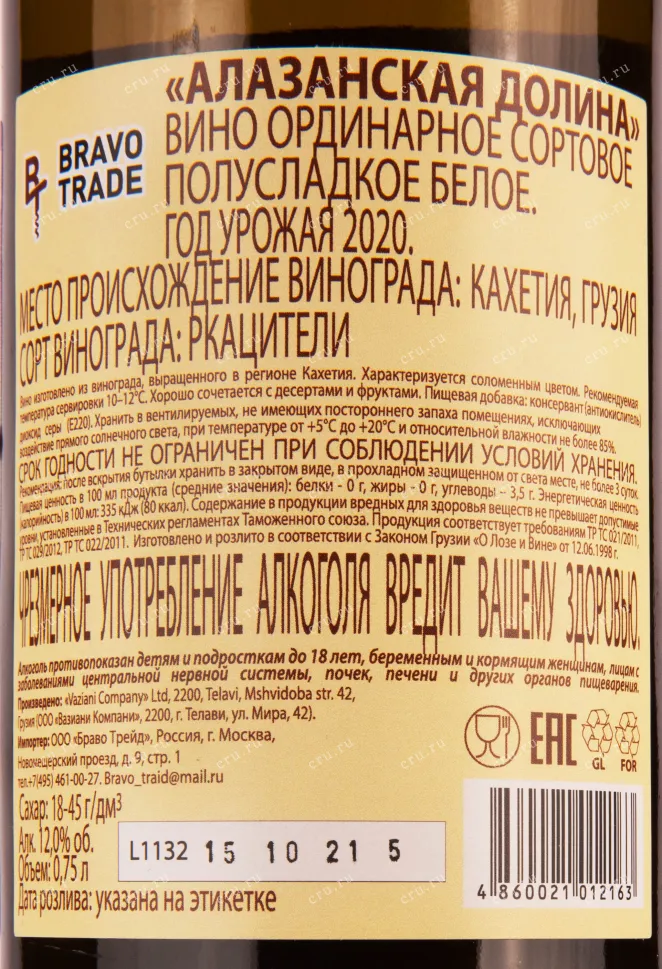 «АЛАЗАНСКАЯ ДОЛИНА»
ВИНО ОРДИНАРНОЕ СОРТОВОЕ
ПОЛУСЛАДКОЕ БЕЛОЕ.
ГОД УРОЖАЯ 2020.
BRAVO
TRADE
МЕСТО ПРОИСХОЖДЕНИЕ ВИНОГРАДА: КАХЕТИЯ, ГРУЗИЯ
СОРТ ВИНОГРАДА: РКАЦИТЕЛИ
Вино изготовлено из винограда, выращенного в регионе Кахетия. Характеризуется соломенным цветом. Рекомендуемая
температура сервировки 10–12°С. Хорошо сочетается с десертами и фруктами. Пищевая добавка: консервант (антиокислитель)
диоксид серы (Е220). Хранить в вентилируемых, не имеющих постороннего запаха помещениях, исключающих
воздействие прямого солнечного света, при температуре от +5°С до +20°С и относительной влажности не более 85%.
СРОК ГОДНОСТИ НЕ ОГРАНИЧЕН ПРИ СОБЛЮДЕНИИ УСЛОВИЙ ХРАНЕНИЯ.
Рекомендация: после вскрытия бутылки хранить в закрытом виде, в прохладном защищенном от света месте, не более 3 суток.
Пищевая ценность в 100 мл продукта (средние значения): белки - 0 г, жиры - 0 г, углеводы – 3,5 г. Энергетическая ценность
(калорийность) в 100 мл: 335 кДж (80 ккал). Содержание в продукции вредных для здоровья веществ не превышает допустимые
уровни, установленные в Технических регламентах Таможенного союза. Продукция соответствует требованиям ТР ТС 021/2011,
ТР ТС 029/2012, ТР ТС 022/2011. Изготовлено и розлито в соответствии с Законом Грузии «О Лозе и Вине» от 12.06.1998 г.
ЧРЕЗМЕРНОЕ УПОТРЕБЛЕНИЕ АЛКОГОЛЯ ВРЕДИТ ВАШЕМУ ЗДОРОВЬЮ.
Алкоголь противопоказан детям и подросткам до 18 лет, беременным и кормящим женщинам, лицам с
заболеваниями центральной нервной системы, почек, печени и других органов пищеварения.
Произведено: «Vaziani Company» Ltd, 2200, Telavi, Mshvidoba str. 42,
Грузия (ООО «Вазиани Компани», 2200, г. Телави, ул. Мира, 42).
Импортер: ООО «Браво Трейд», Россия, г. Москва,
Новочещерский проезд, д. 9, стр. 1
тел.+7(495) 461-00-27. Bravo_traid@mail.ru
EAC
GL FOR
Сахар: 18-45 г/дм³
Алк. 12,0% об.
Объем: 0,75 л
L1132 15 10 21 5
Дата розлива: указана на этикетке
4 860021 012163
cru.ru